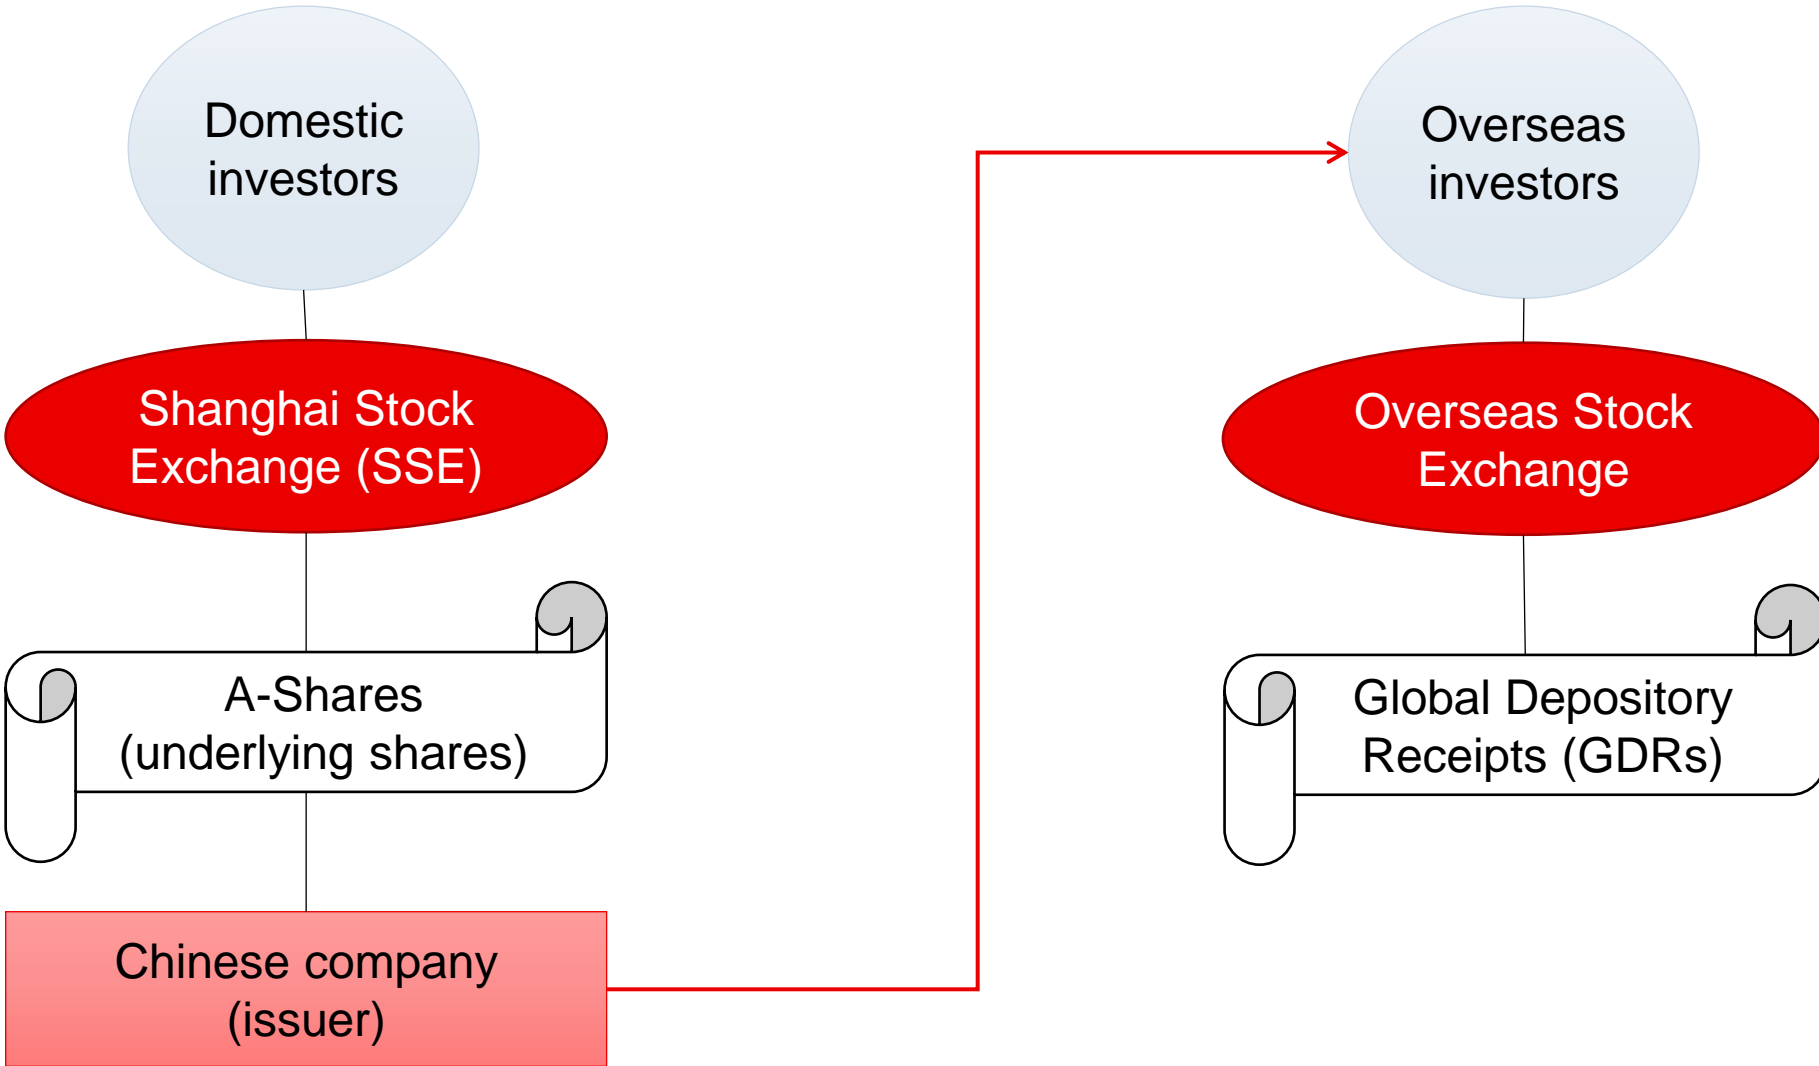 Domestic
investors
Shanghai Stock
Exchange (SSE)
A-Shares
(underlying shares)
Chinese company
(issuer)
Overseas
investors
Overseas Stock
Exchange
Global Depository
Receipts (GDRs)